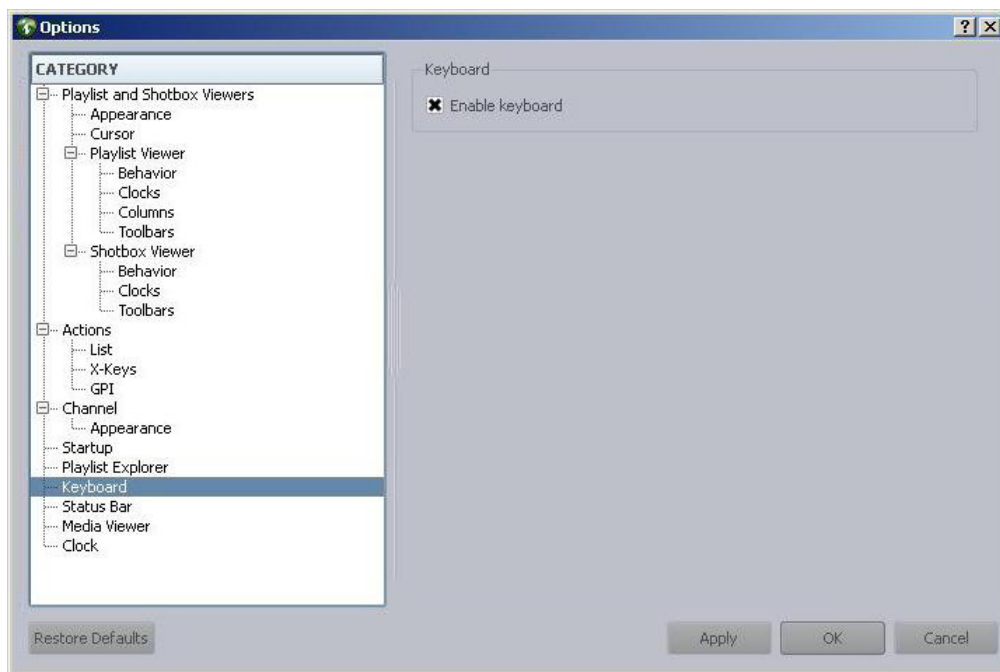 Options
CATEGORY
Playlist and Shotbox Viewers
Appearance
Cursor
Playlist Viewer
Behavior
Clocks
Columns
Toolbars
Shotbox Viewer
Behavior
Clocks
Toolbars
Actions
List
X-Keys
GPI
Channel
Appearance
Startup
Playlist Explorer
Keyboard
Status Bar
Media Viewer
Clock
Keyboard
Enable keyboard
Restore Defaults
Apply
OK
Cancel